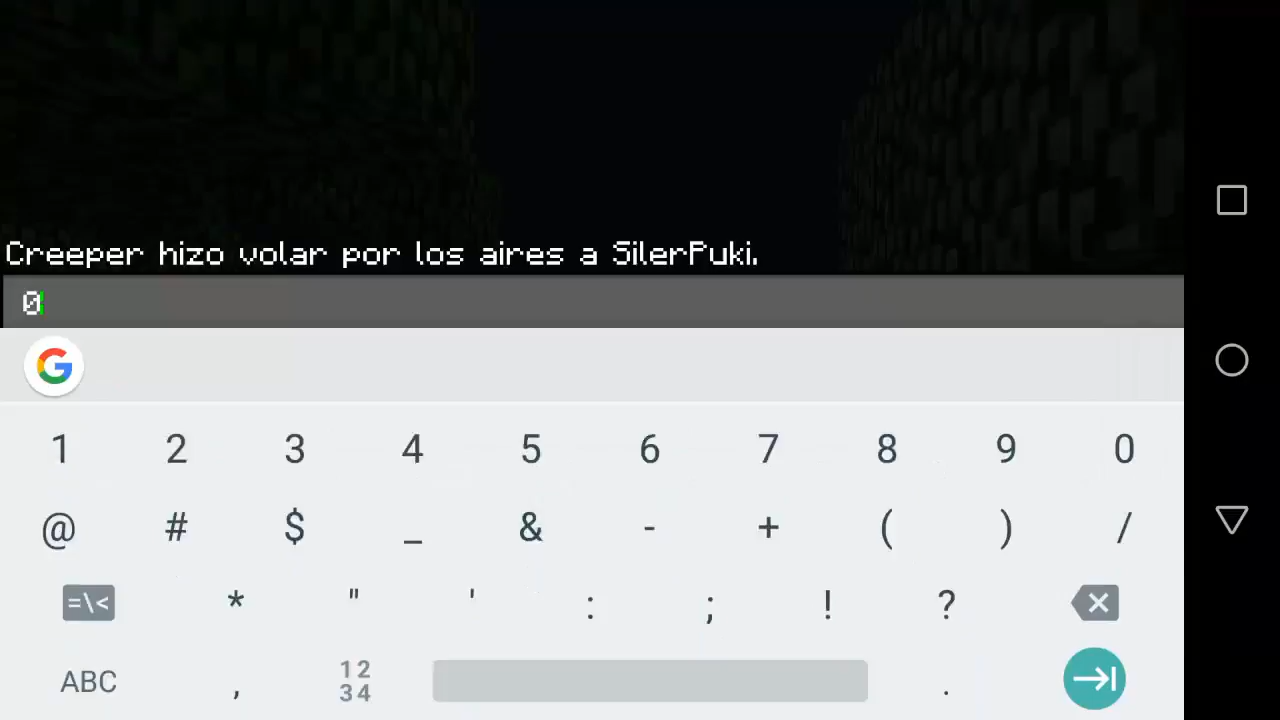 Creeper hizo volar por los aires a SilerPuki.
0
G
1 2 3 4 5 6 7 8 9 0
@ # $ _ & - + ( ) /
=\< * " ' : ; ! ?
ABC , 12 34 .